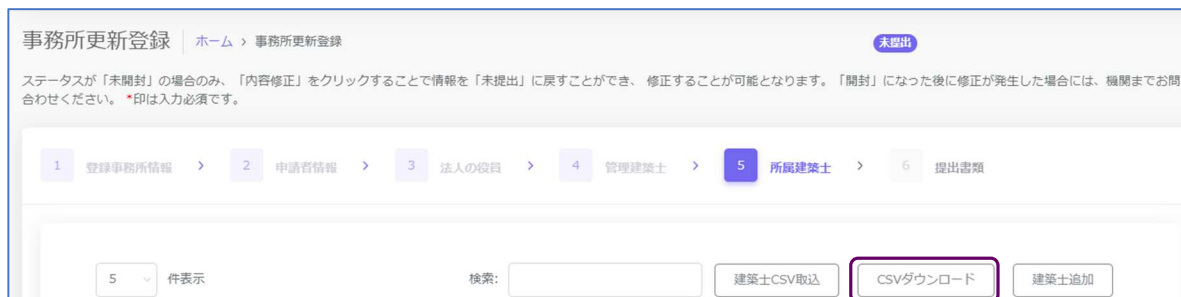 事務所更新登録 ホーム > 事務所更新登録 未提出
ステータスが「未開封」の場合のみ、「内容修正」をクリックすることで情報を「未提出」に戻すことができ、 修正することが可能となります。「開封」になった後に修正が発生した場合には、機関までお問
合わせください。 *印は入力必須です。
1 登録事務所情報 > 2 申請者情報 > 3 法人の役員 > 4 管理建築士 > 5 所属建築士 > 6 提出書類
5 件表示 検索: 建築士CSV取込 CSVダウンロード 建築士追加